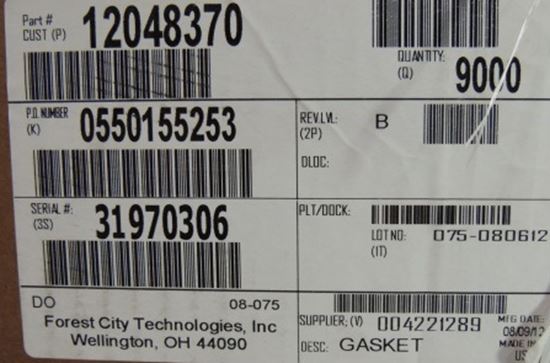 Part # 12048370
CUST (P)
QUANTITY: 9000
(Q)
P.O. NUMBER 0550155253
(K)
REV.LVL: B
(2P)
DLOC:
SERIAL #: 31970306
(3S)
PLT/DOCK:
LOT NO: 075-080612
(1T)
DO 08-075
Forest City Technologies, Inc
Wellington, OH 44090
SUPPLIER: (V) 004221289 MFG DATE:
08/09/12
DESC: GASKET MADE IN
US